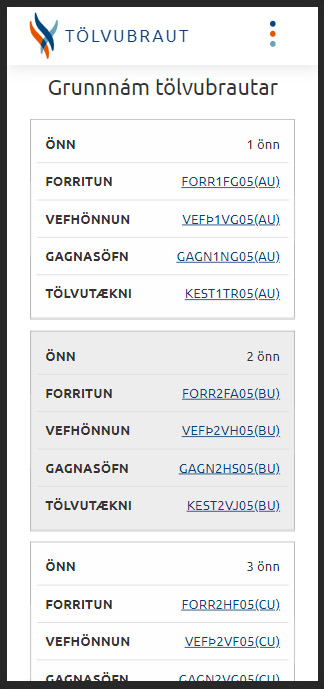 TÖLVUBRAUT
Grunnnám tölvubrautar
ÖNN 1 önn
FORRITUN FORR1FG05(AU)
VEFHÖNNUN VEFÞ1VG05(AU)
GAGNASÖFN GAGN1NG05(AU)
TÖLVUTÆKNI KEST1TR05(AU)
ÖNN 2 önn
FORRITUN FORR2FA05(BU)
VEFHÖNNUN VEFÞ2VH05(BU)
GAGNASÖFN GAGN2HS05(BU)
TÖLVUTÆKNI KEST2VJ05(BU)
ÖNN 3 önn
FORRITUN FORR2HF05(CU)
VEFHÖNNUN VEFÞ2VF05(CU)
GAGNASÖFN GAGN2VG05(CU)